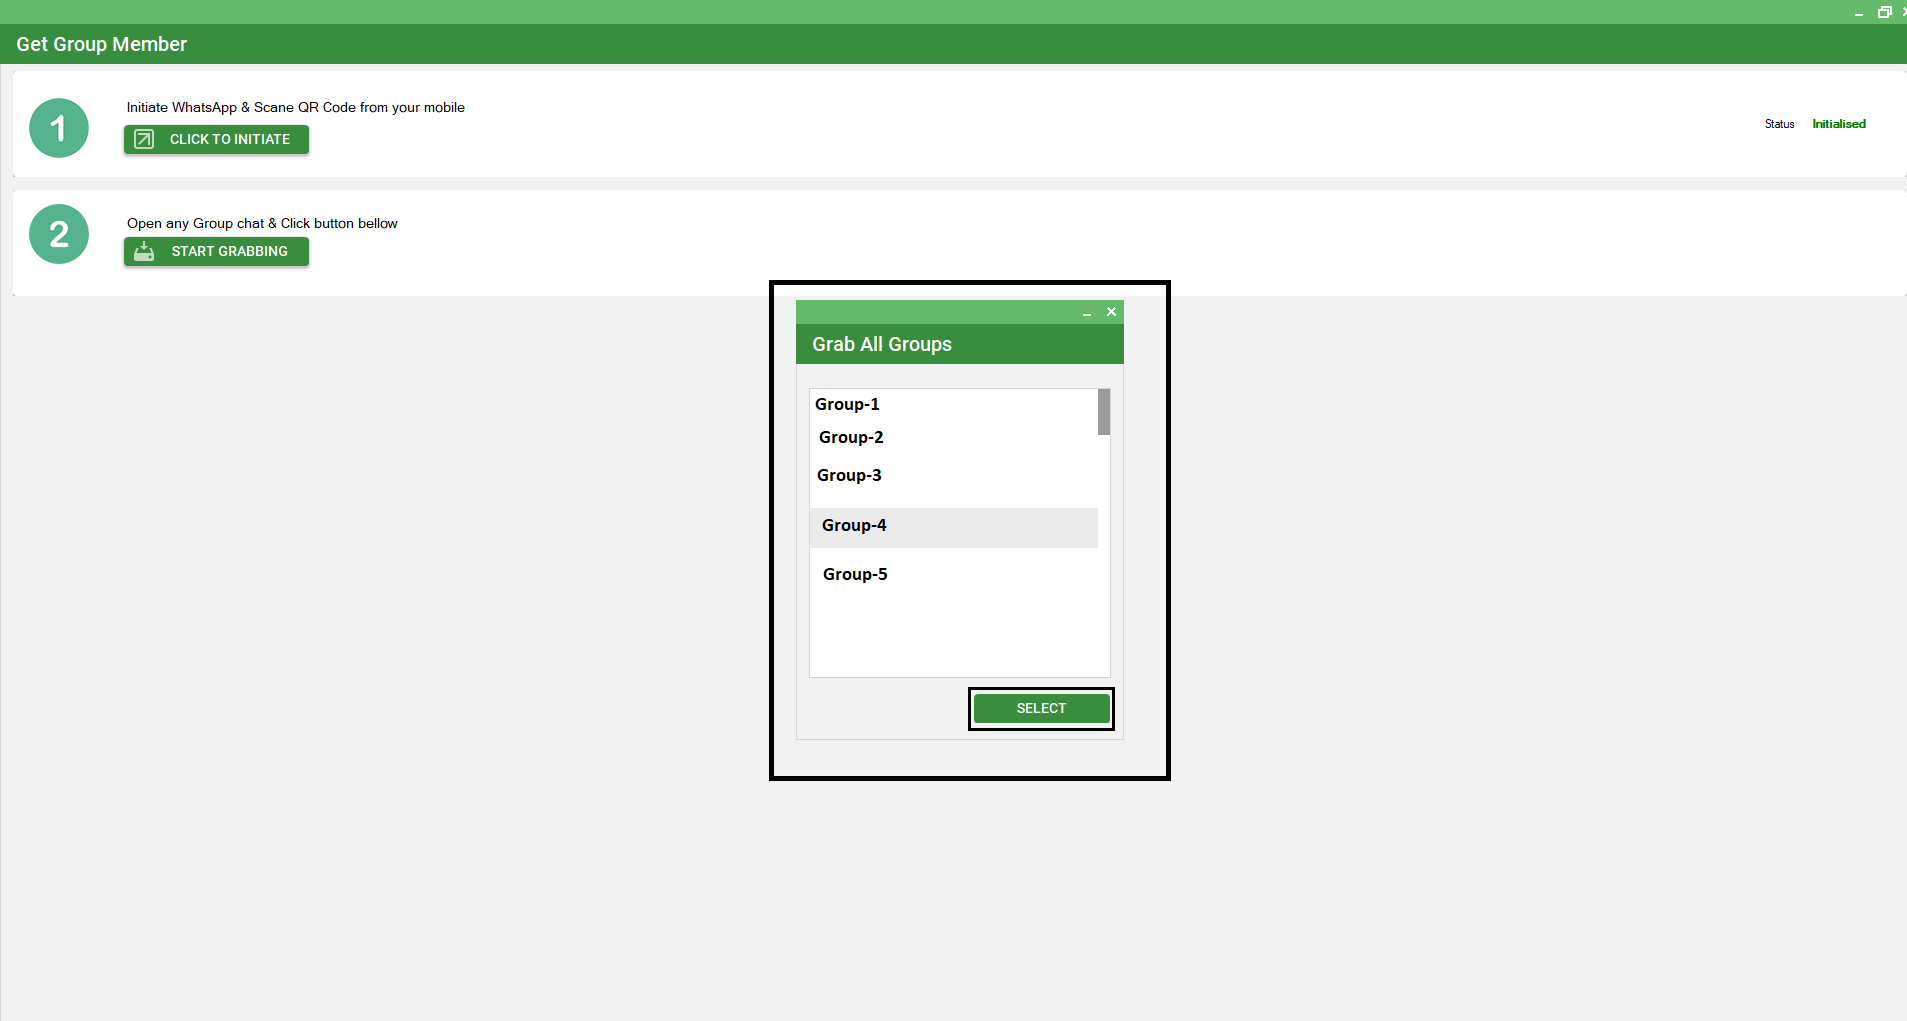 Get Group Member
1
Initiate WhatsApp & Scane QR Code from your mobile
CLICK TO INITIATE
Status Initialised
2
Open any Group chat & Click button bellow
START GRABBING
Grab All Groups
Group-1
Group-2
Group-3
Group-4
Group-5
SELECT